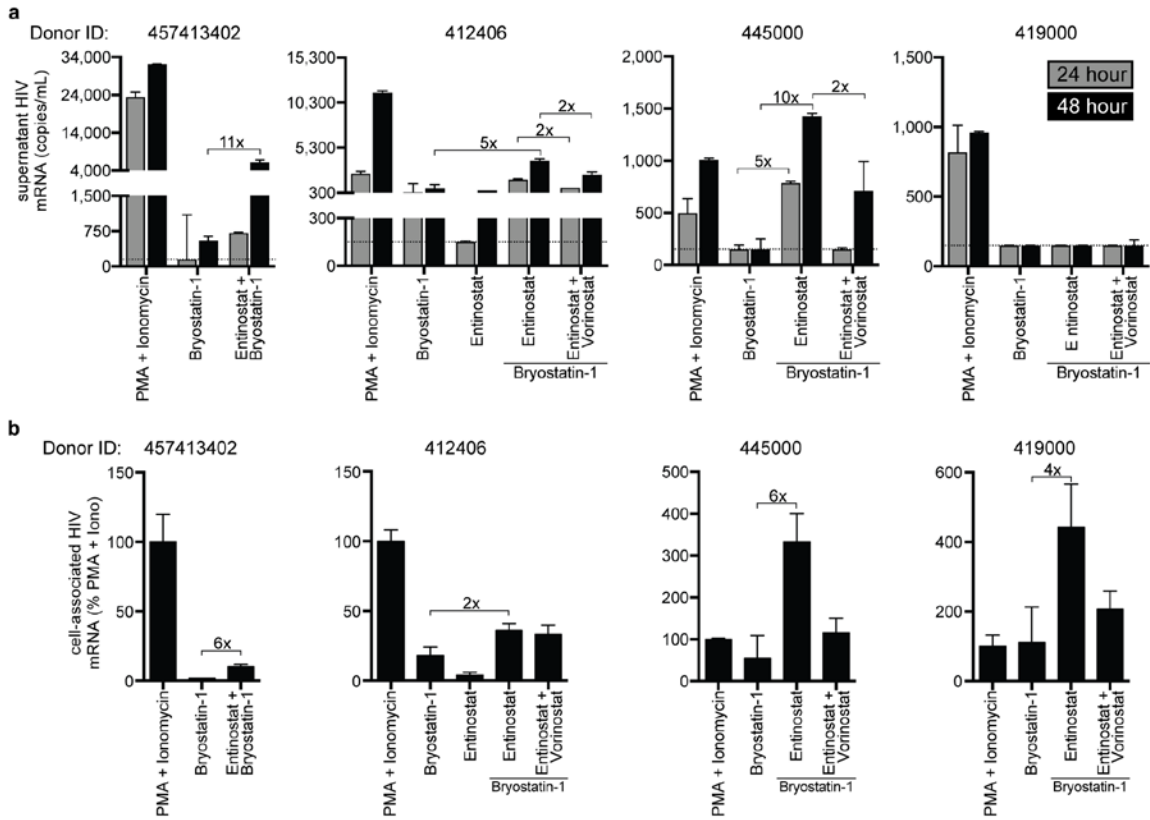 a
Donor ID: 457413402 412406 445000 419000
supernatant HIV
mRNA (copies/mL)
34,000
24,000
14,000
4,000
1,500
750
0
11x
PMA + Ionomycin
Bryostatin-1
Entinostat +
Bryostatin-1
15,300
10,300
5,300
300
300
200
100
0
5x
2x
2x
PMA + Ionomycin
Bryostatin-1
Entinostat
Entinostat
Entinostat +
Vorinostat
Bryostatin-1
2,000
1,500
1,000
500
0
5x
10x
2x
PMA + Ionomycin
Bryostatin-1
Entinostat
Entinostat +
Vorinostat
Bryostatin-1
1,500
1,000
500
0
24 hour
48 hour
PMA + Ionomycin
Bryostatin-1
E ntinostat
Entinostat +
Vorinostat
Bryostatin-1
b
Donor ID: 457413402 412406 445000 419000
cell-associated HIV
mRNA (% PMA + Iono)
150
100
50
0
6x
PMA + Ionomycin
Bryostatin-1
Entinostat +
Bryostatin-1
150
100
50
0
2x
PMA + Ionomycin
Bryostatin-1
Entinostat
Entinostat
Entinostat +
Vorinostat
Bryostatin-1
500
400
300
200
100
0
6x
PMA + Ionomycin
Bryostatin-1
Entinostat
Entinostat +
Vorinostat
Bryostatin-1
600
400
200
0
4x
PMA + Ionomycin
Bryostatin-1
Entinostat
Entinostat +
Vorinostat
Bryostatin-1